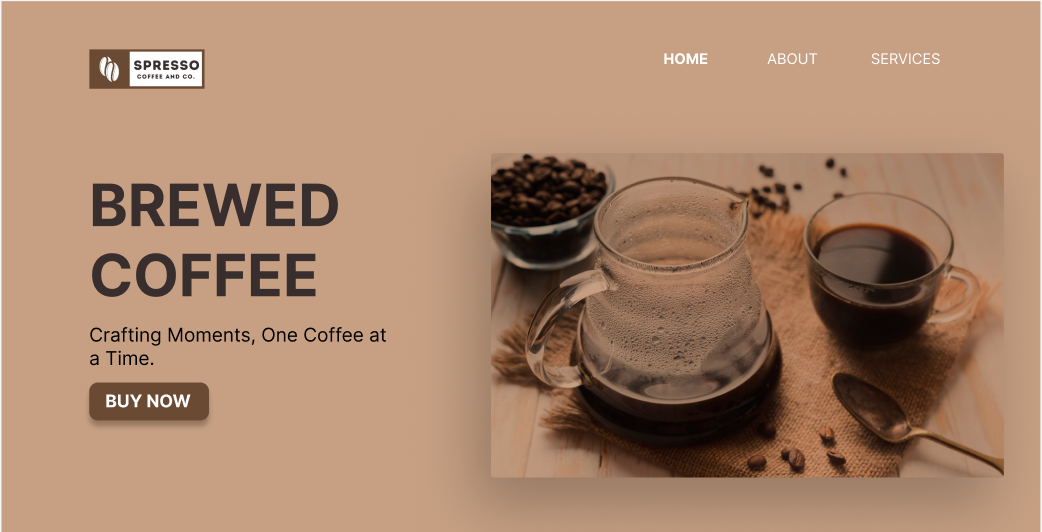 SPRESSO
COFFEE AND CO.
HOME ABOUT SERVICES
BREWED
COFFEE
Crafting Moments, One Coffee at
a Time.
BUY NOW